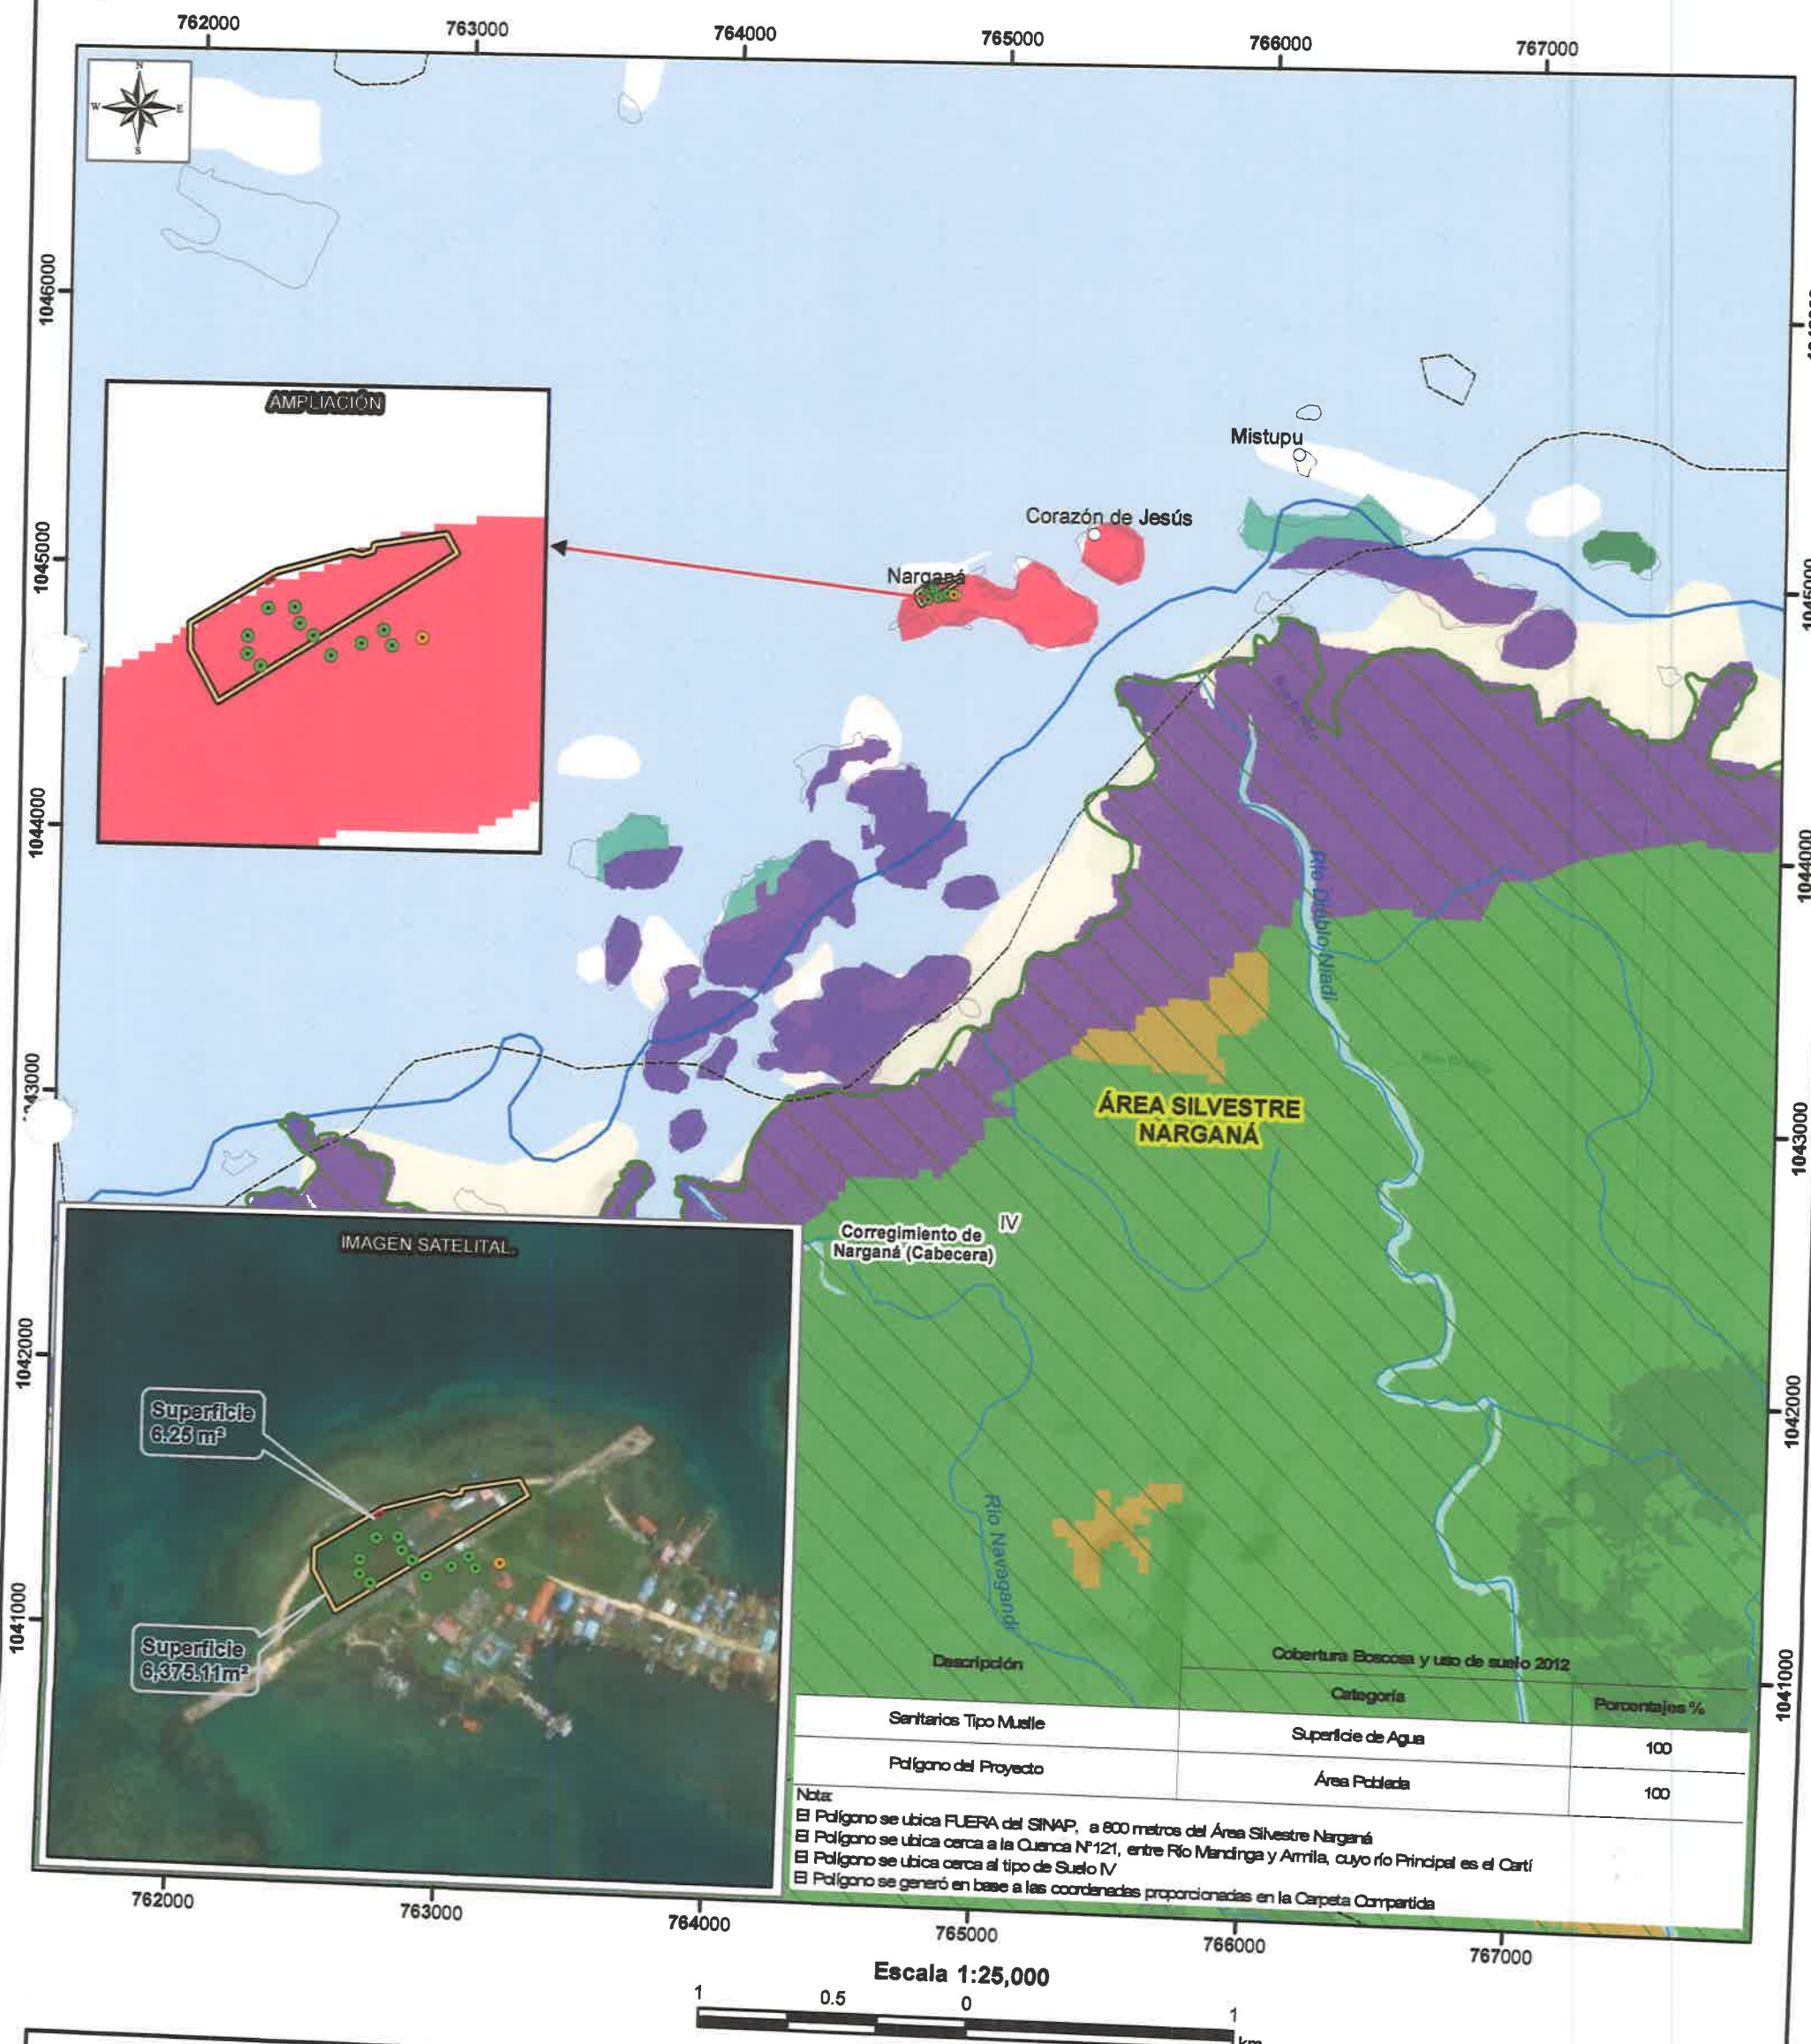 762000
763000
764000
765000
766000
767000
N
W
E
S
1046000
1045000
1044000
1042000
1041000
AMPLIACIÓN
Mistupu
Corazón de Jesús
Narganá
Río Diablo/Niadi
ÁREA SILVESTRE
NARGANÁ
Corregimiento de
Narganá (Cabecera)
IV
Río Navagandi
IMAGEN SATELITAL
Superficie
6.25 m²
Superficie
6,375.11m²
1044000
1043000
1042000
1041000
Descripción
Cobertura Boscosa y uso de suelo 2012
Categoría
Porcentajes %
Sanitarios Tipo Muelle
Superficie de Agua
100
Polígono del Proyecto
Área Poblada
100
Nota:
El Polígono se ubica FUERA del SINAP, a 800 metros del Área Silvestre Narganá
El Polígono se ubica cerca a la Cuenca N°121, entre Río Mandinga y Armila, cuyo río Principal es el Cartí
El Polígono se ubica cerca al tipo de Suelo IV
El Polígono se generó en base a las coordenadas proporcionadas en la Carpeta Compartida
762000
763000
764000
765000
766000
767000
Escala 1:25,000
1
0.5
0
1
km